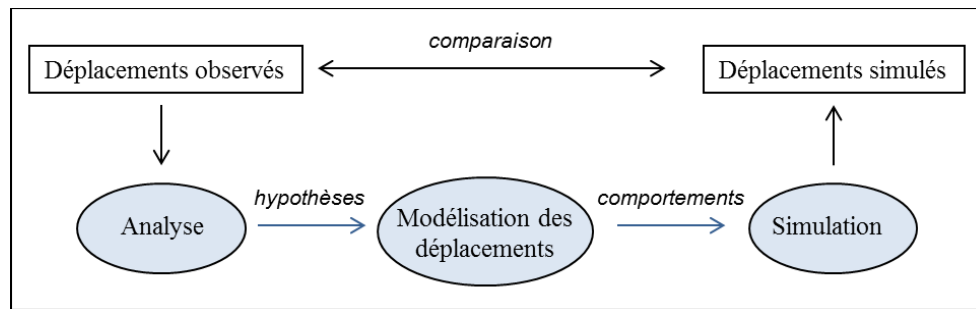 comparaison
Déplacements observés
Déplacements simulés
hypothèses
comportements
Analyse
Modélisation des
déplacements
Simulation